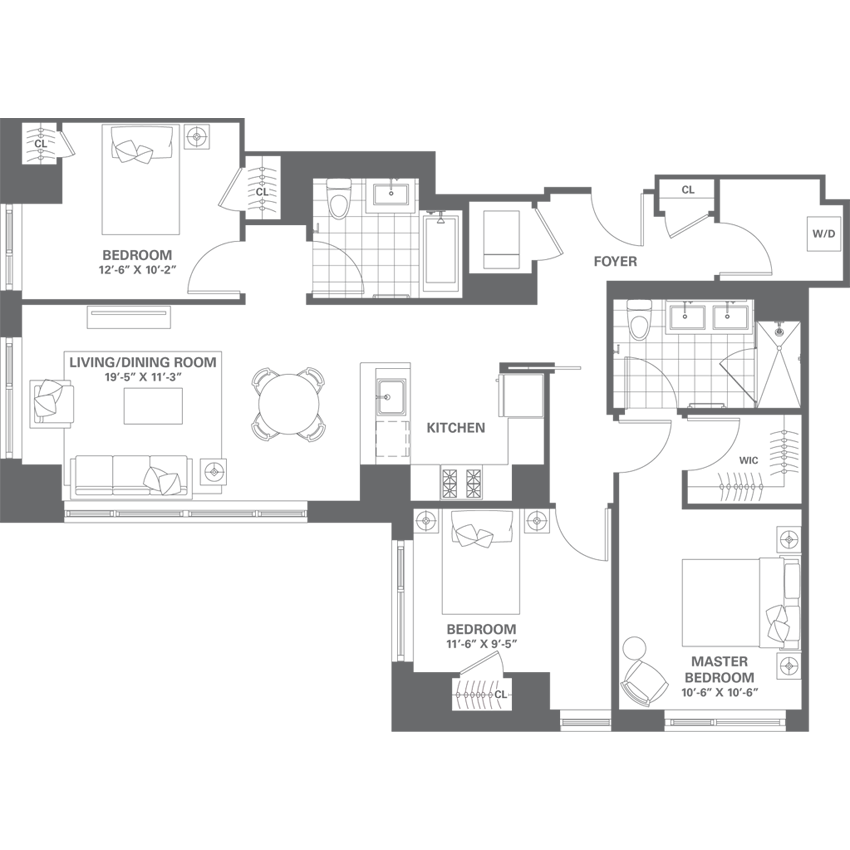 CL
CL
BEDROOM
12'-6” X 10'-2”
CL
W/D
FOYER
LIVING/DINING ROOM
19'-5” X 11'-3”
KITCHEN
WIC
BEDROOM
11'-6” X 9'-5”
CL
MASTER
BEDROOM
10'-6” X 10'-6”